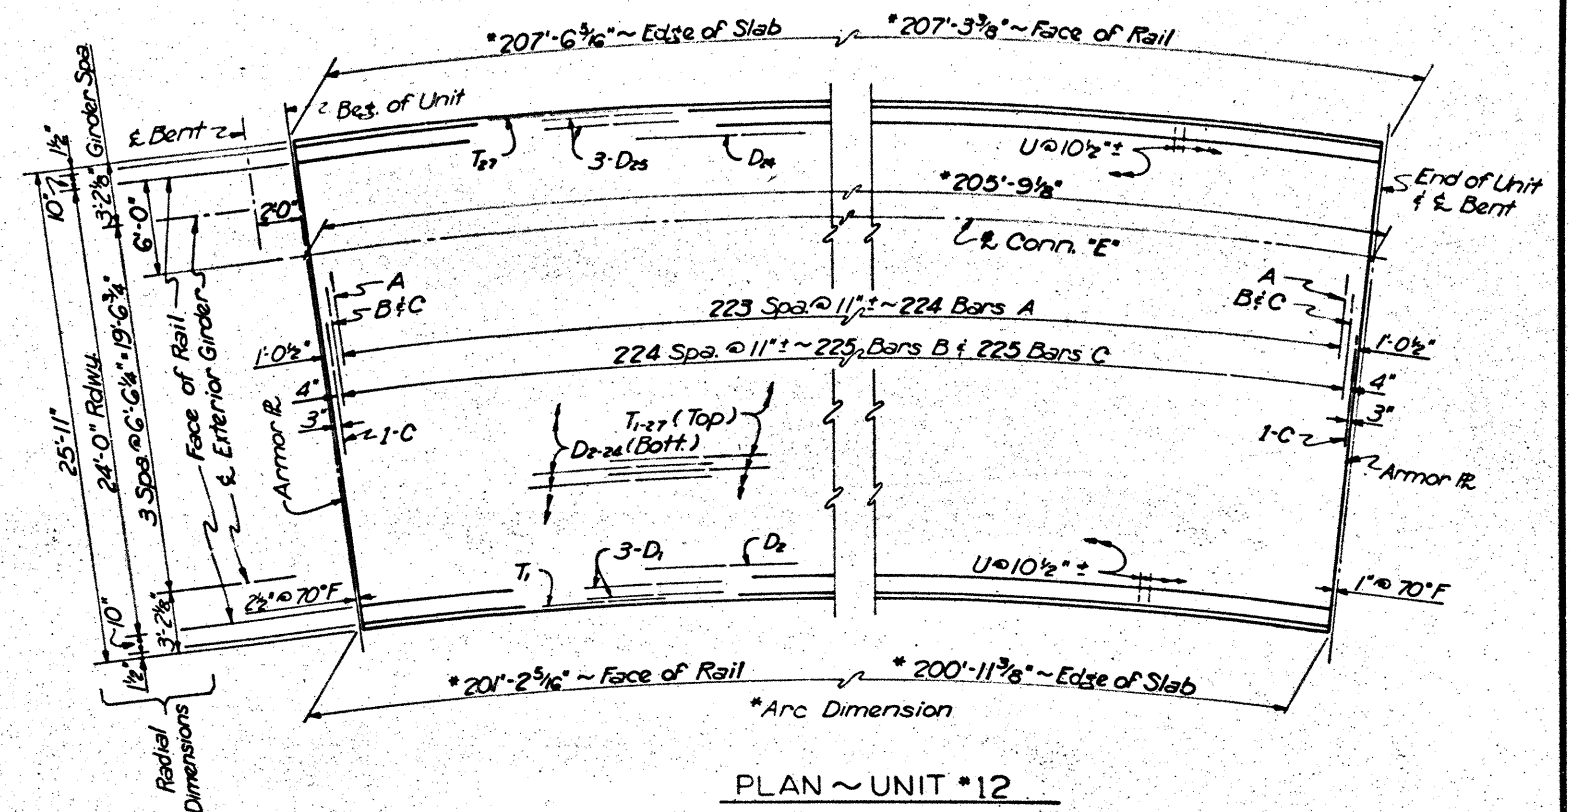 *207'-6 5/16" ~ Edge of Slab
*207'-3 3/8" ~ Face of Rail
Beg. of Unit
℄ Bent
Girder Spa.
1½"
10"
3'-2⅛"
6'-0"
2'-0"
T27
3-D25
D24
U@10½"±
*205'-9⅛"
End of Unit
& ℄ Bent
℄ Conn. "E"
A
B&C
A
B&C
223 Spa.@11"±~224 Bars A
224 Spa.@11"±~225 Bars B & 225 Bars C
1'-0½"
4"
3"
1-C
1'-0½"
4"
3"
1-C
Armor ℙL
Armor ℙL
T1-27 (Top)
D2-24 (Bott.)
25'-11"
24'-0" Rdwy.
3 Spa.@6'-6¼"=19'-6¾"
Face of Rail
℄ Exterior Girder
3-D1
D2
T1
U@10½"±
2½"@70°F
1"@70°F
~10"
1½"
3'-2⅛"
*201'-2 5/16" ~ Face of Rail
*200'-11 3/8" ~ Edge of Slab
*Arc Dimension
Radial
Dimensions
PLAN ~ UNIT #12